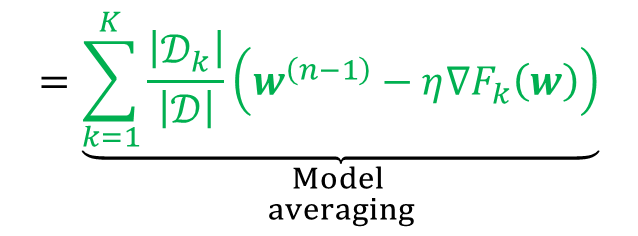 = \sum_{k=1}^{K} \frac{|\mathcal{D}_k|}{|\mathcal{D}|} \left( \boldsymbol{w}^{(n-1)} - \eta \nabla F_k(\boldsymbol{w}) \right)
Model
averaging